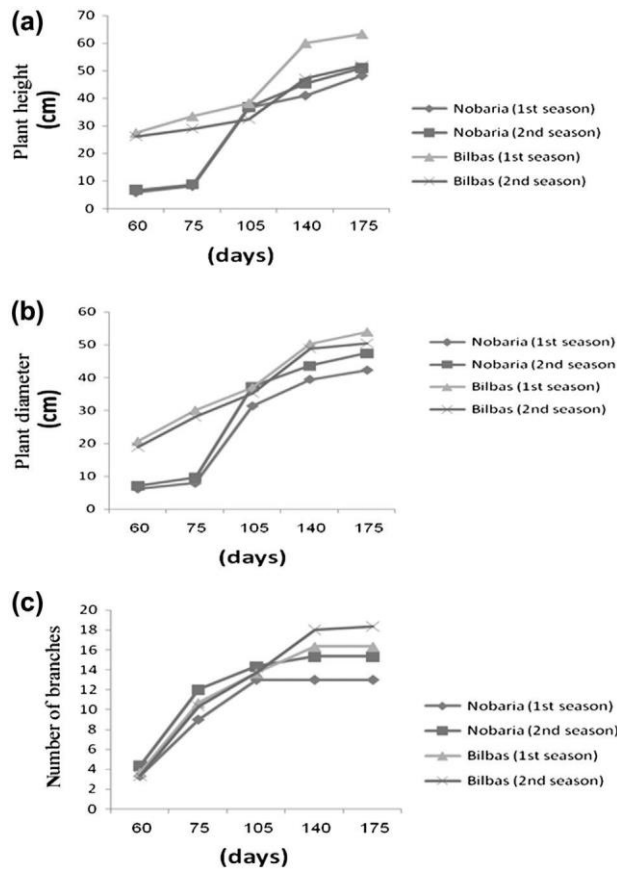 (a)
Plant height
(cm)
70
60
50
40
30
20
10
0
60 75 105 140 175
(days)
Nobaria (1st season)
Nobaria (2nd season)
Bilbas (1st season)
Bilbas (2nd season)
(b)
Plant diameter
(cm)
60
50
40
30
20
10
0
60 75 105 140 175
(days)
Nobaria (1st season)
Nobaria (2nd season
Bilbas (1st season)
Bilbas (2nd season)
(c)
Number of branches
20
18
16
14
12
10
8
6
4
2
0
60 75 105 140 175
(days)
Nobaria (1st season)
Nobaria (2nd season)
Bilbas (1st season)
Bilbas (2nd season)